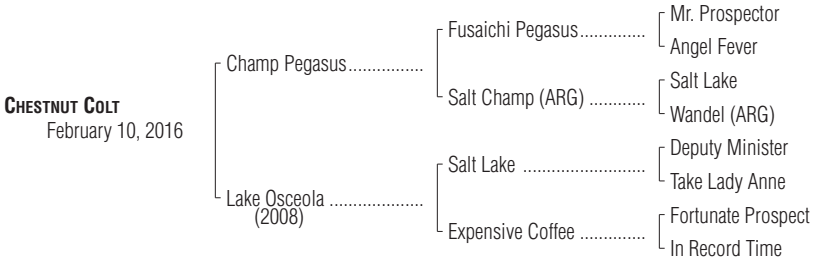 Mr. Prospector
Fusaichi Pegasus..............
Angel Fever
Champ Pegasus................
Salt Lake
Salt Champ (ARG) ............
Wandel (ARG)
CHESTNUT COLT
February 10, 2016
Deputy Minister
Salt Lake ..........................
Take Lady Anne
Lake Osceola ....................
(2008)
Fortunate Prospect
Expensive Coffee ..............
In Record Time